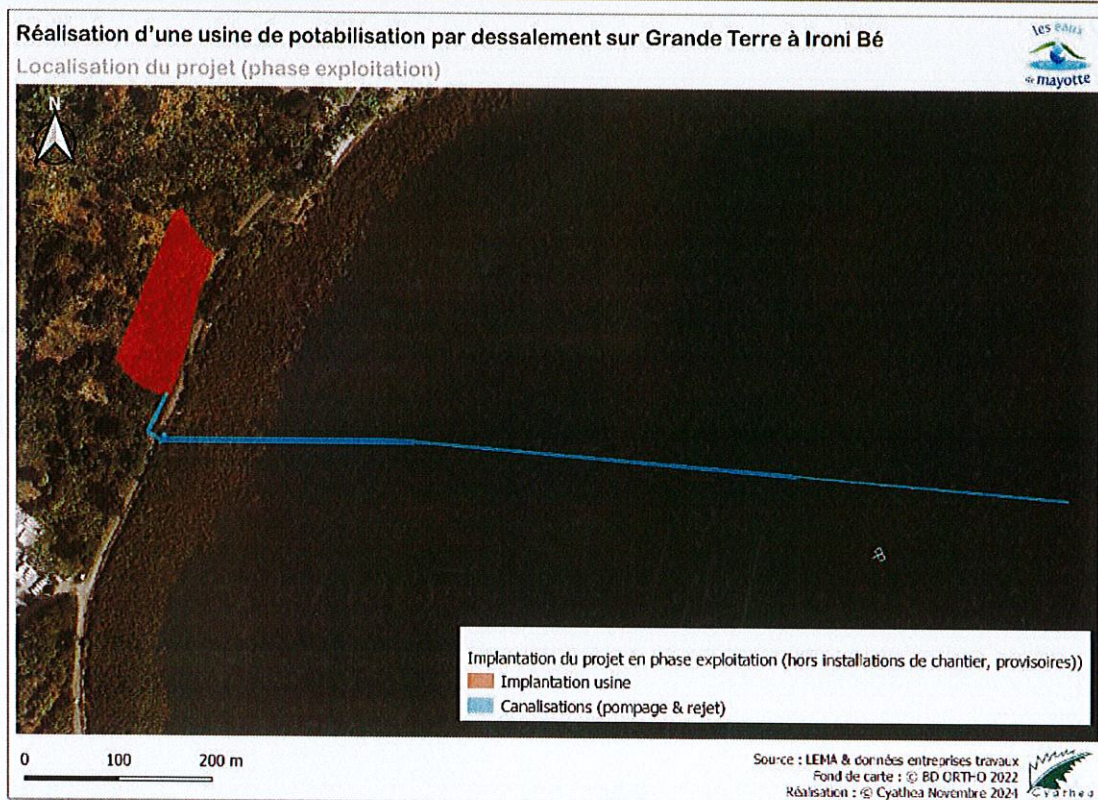 Réalisation d'une usine de potabilisation par dessalement sur Grande Terre à Ironi Bé
Localisation du projet (phase exploitation)
les eaux
de mayotte
N
Implantation du projet en phase exploitation (hors installations de chantier, provisoires))
Implantation usine
Canalisations (pompage & rejet)
0 100 200 m
Source : LEMA & données entreprises travaux
Fond de carte : © BD ORTHO 2022
Réalisation : © Cyathea Novembre 2024
Cyathea